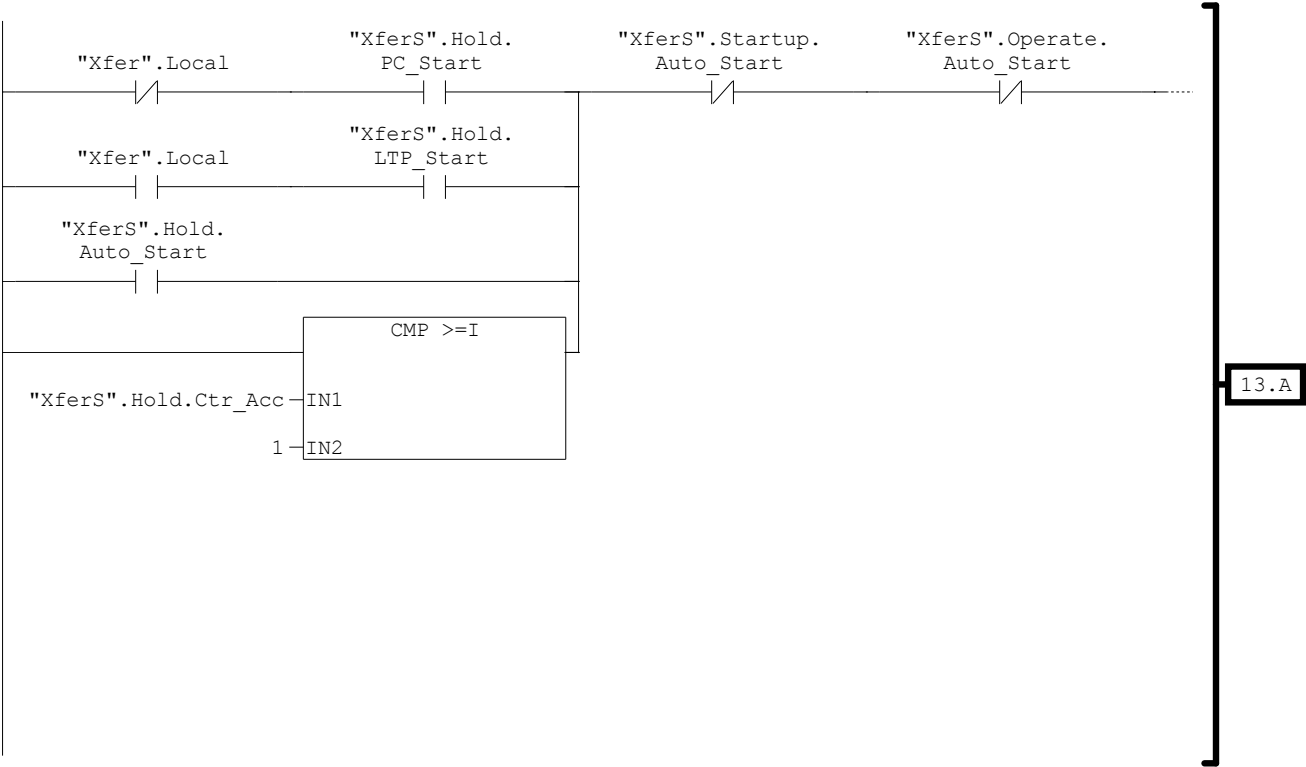 "XferS".Hold.
"XferS".Startup.
"XferS".Operate.
"Xfer".Local
PC_Start
Auto_Start
Auto_Start
"XferS".Hold.
"Xfer".Local
LTP_Start
"XferS".Hold.
Auto_Start
CMP >=I
"XferS".Hold.Ctr_Acc
IN1
13.A
1
IN2